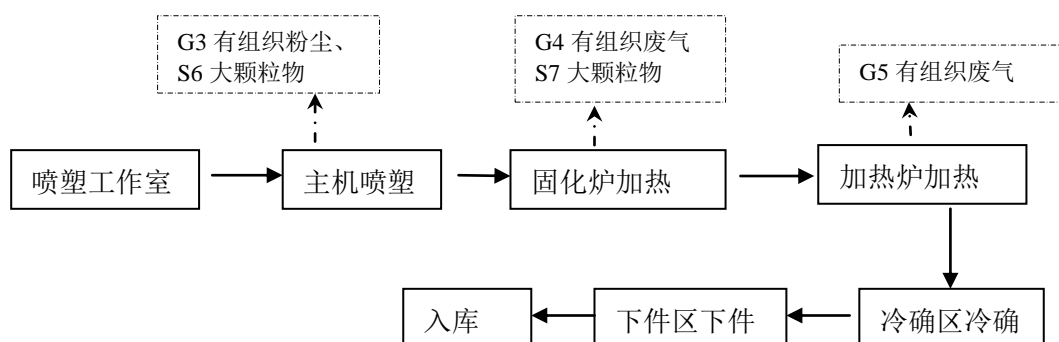 G3 有组织粉尘、
S6 大颗粒物
G4 有组织废气
S7 大颗粒物
G5 有组织废气
喷塑工作室
主机喷塑
固化炉加热
加热炉加热
入库
下件区下件
冷确区冷确